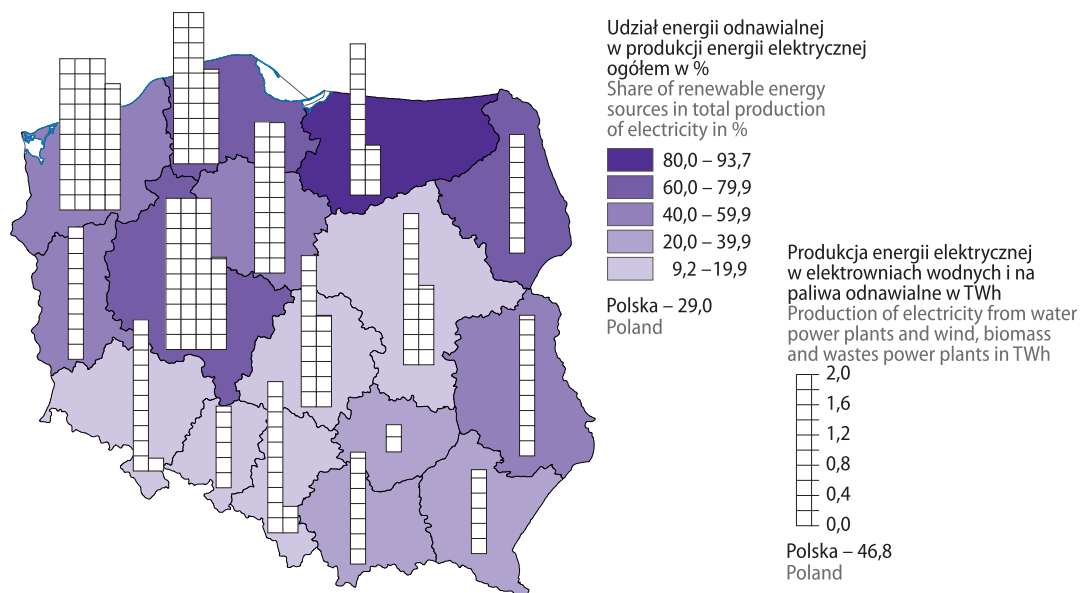 Udział energii odnawialnej
w produkcji energii elektrycznej
ogółem w %
Share of renewable energy
sources in total production
of electricity in %
80,0 – 93,7
60,0 – 79,9
40,0 – 59,9
20,0 – 39,9
9,2 –19,9
Polska – 29,0
Poland
Produkcja energii elektrycznej
w elektrowniach wodnych i na
paliwa odnawialne w TWh
Production of electricity from water
power plants and wind, biomass
and wastes power plants in TWh
2,0
1,6
1,2
0,8
0,4
0,0
Polska – 46,8
Poland